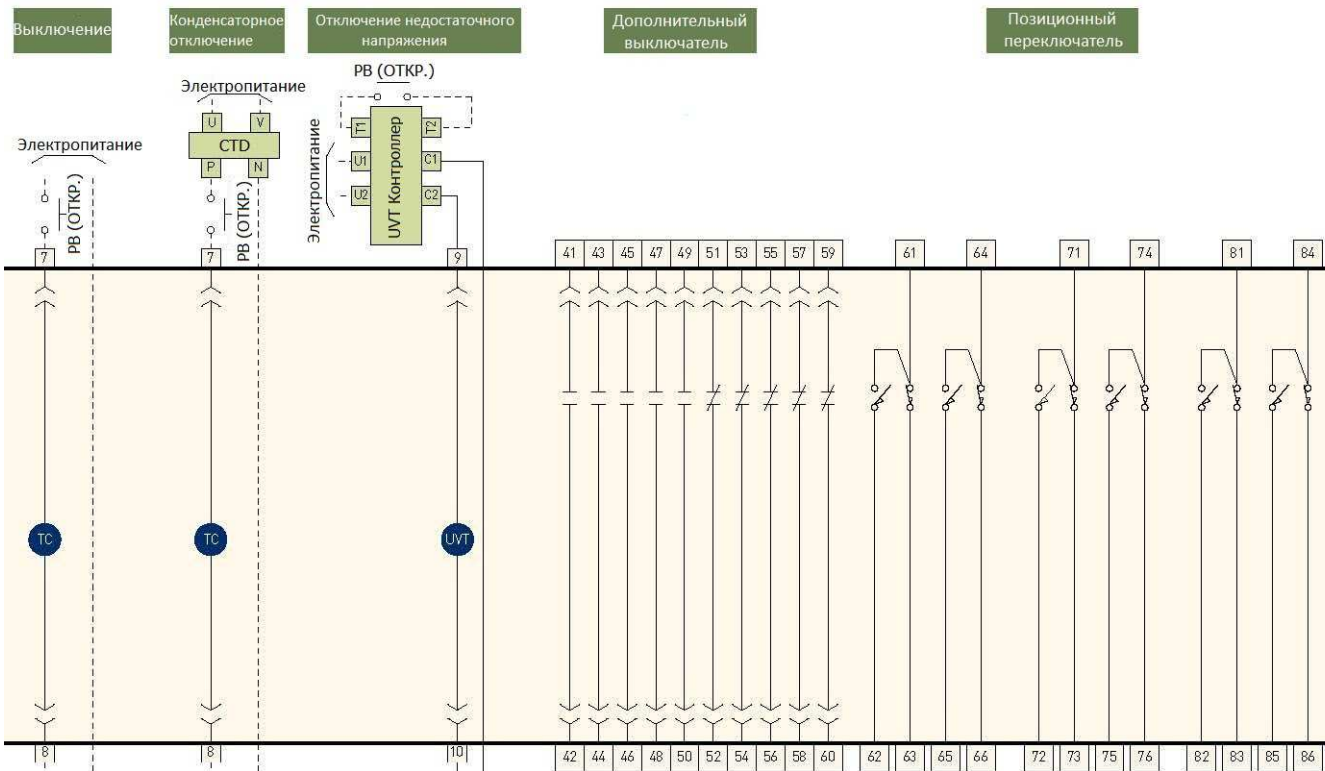 Выключение
Конденсаторное
отключение
Отключение недостаточного
напряжения
Дополнительный
выключатель
Позиционный
переключатель
РВ (ОТКР.)
Электропитание
U V
T1 T2
CTD
Электропитание
P N
U1 C1
U2 C2
UVT Контроллер
Электропитание
РВ (ОТКР.)
РВ (ОТКР.)
7 7 9 41 43 45 47 49 51 53 55 57 59 61 64 71 74 81 84
TC TC UVT
8 8 10 42 44 46 48 50 52 54 56 58 60 62 63 65 66 72 73 75 76 82 83 85 86